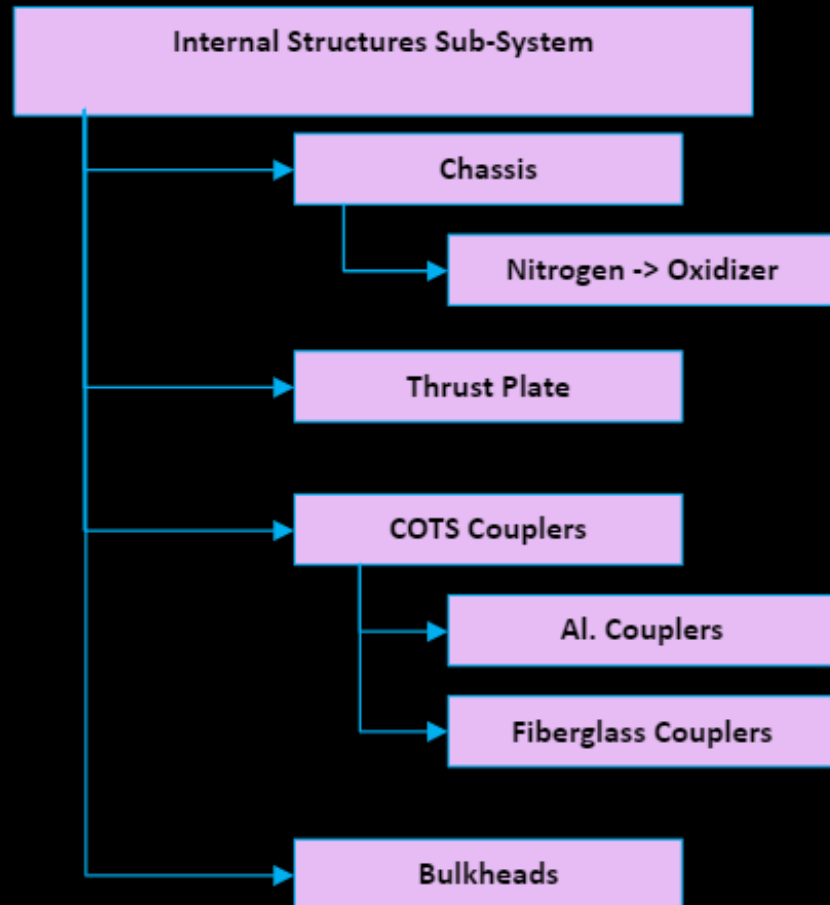 Internal Structures Sub-System
Chassis
Nitrogen -> Oxidizer
Thrust Plate
COTS Couplers
Al. Couplers
Fiberglass Couplers
Bulkheads